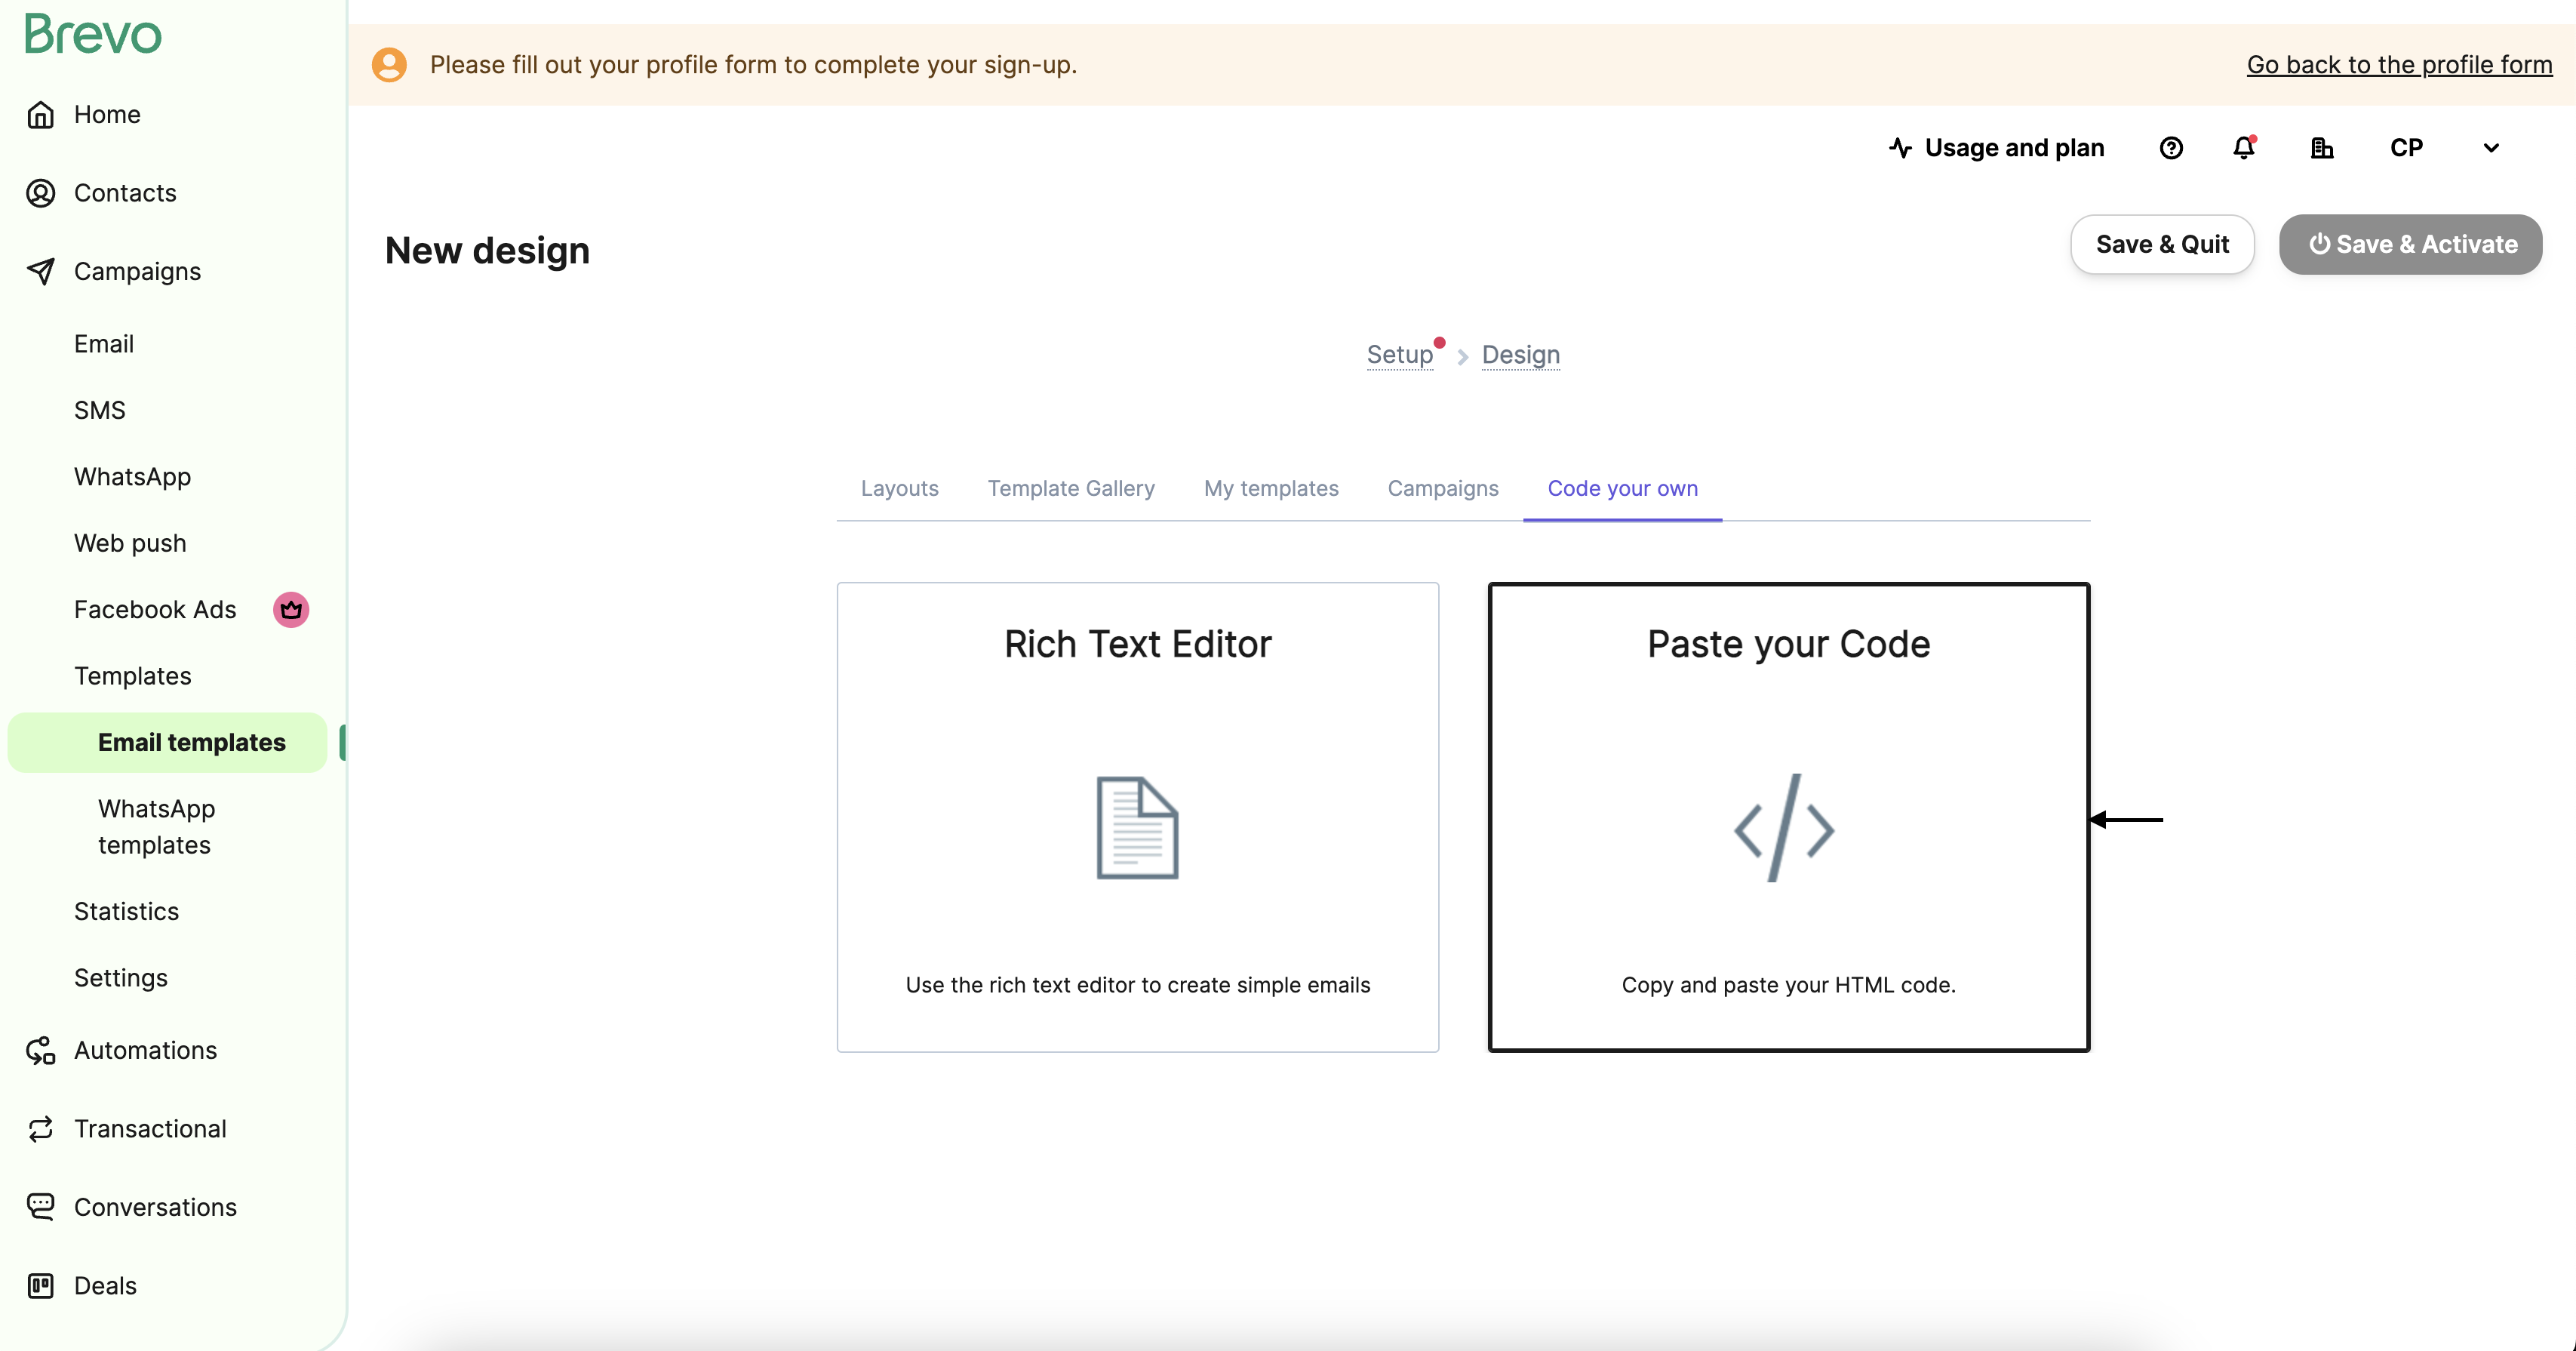 Brevo
Please fill out your profile form to complete your sign-up.
Go back to the profile form
Home
Contacts
Campaigns
Email
SMS
WhatsApp
Web push
Facebook Ads
Templates
Email templates
WhatsApp
templates
Statistics
Settings
Automations
Transactional
Conversations
Deals
Usage and plan
CP
New design
Save & Quit
Save & Activate
Setup
Design
Layouts
Template Gallery
My templates
Campaigns
Code your own
Rich Text Editor
Use the rich text editor to create simple emails
Paste your Code
Copy and paste your HTML code.